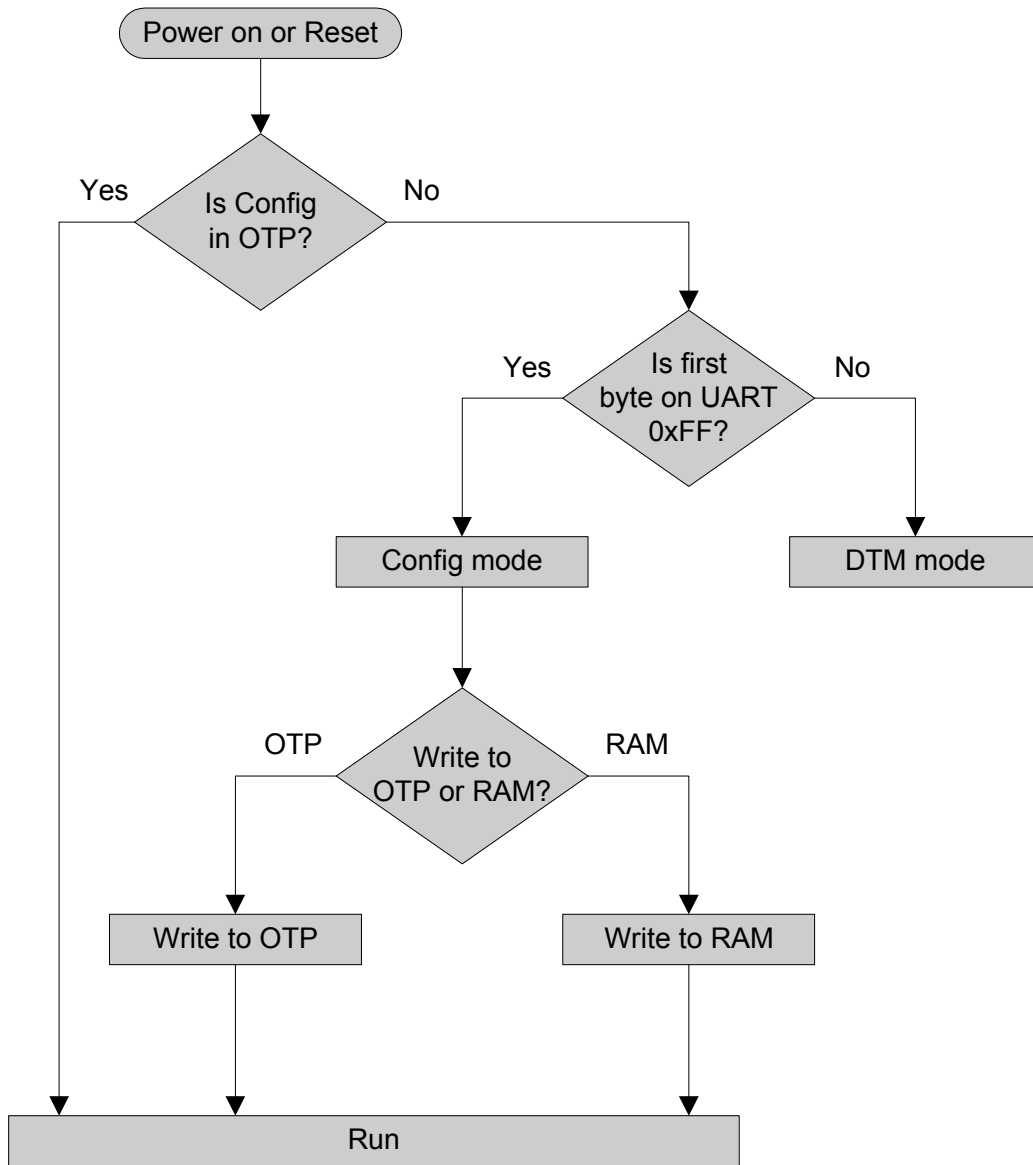 Power on or Reset
Yes
No
Is Config
in OTP?
Yes
No
Is first
byte on UART
0xFF?
Config mode
DTM mode
OTP
RAM
Write to
OTP or RAM?
Write to OTP
Write to RAM
Run